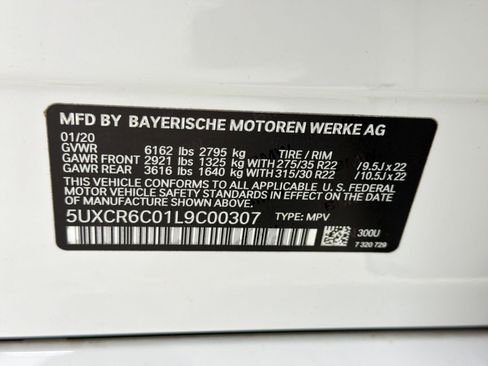 MFD BY BAYERISCHE MOTOREN WERKE AG
01/20
GVWR 6162 lbs 2795 kg TIRE / RIM
GAWR FRONT 2921 lbs 1325 kg WITH 275/35 R22 /9.5J x 22
GAWR REAR 3616 lbs 1640 kg WITH 315/30 R22 /10.5J x 22
THIS VEHICLE CONFORMS TO ALL APPLICABLE U. S. FEDERAL
MOTOR VEHICLE SAFETY STANDARDS IN EFFECT ON THE
DATE OF MANUFACTURE SHOWN ABOVE.
5UXCR6C01L9C00307 TYPE: MPV
300U
7 320 729